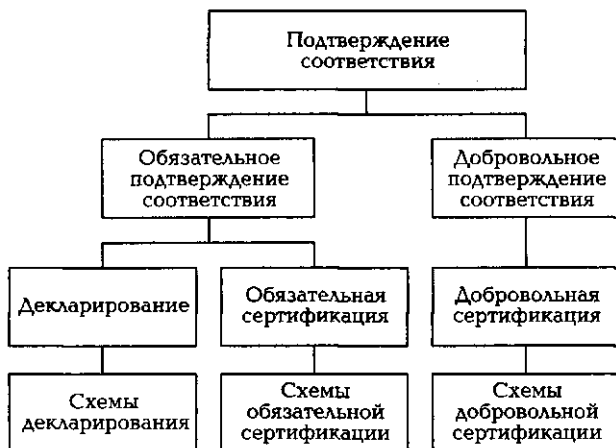 Подтверждение
соответствия
Обязательное
подтверждение
соответствия
Добровольное
подтверждение
соответствия
Декларирование
Обязательная
сертификация
Добровольная
сертификация
Схемы
декларирования
Схемы
обязательной
сертификации
Схемы
добровольной
сертификации